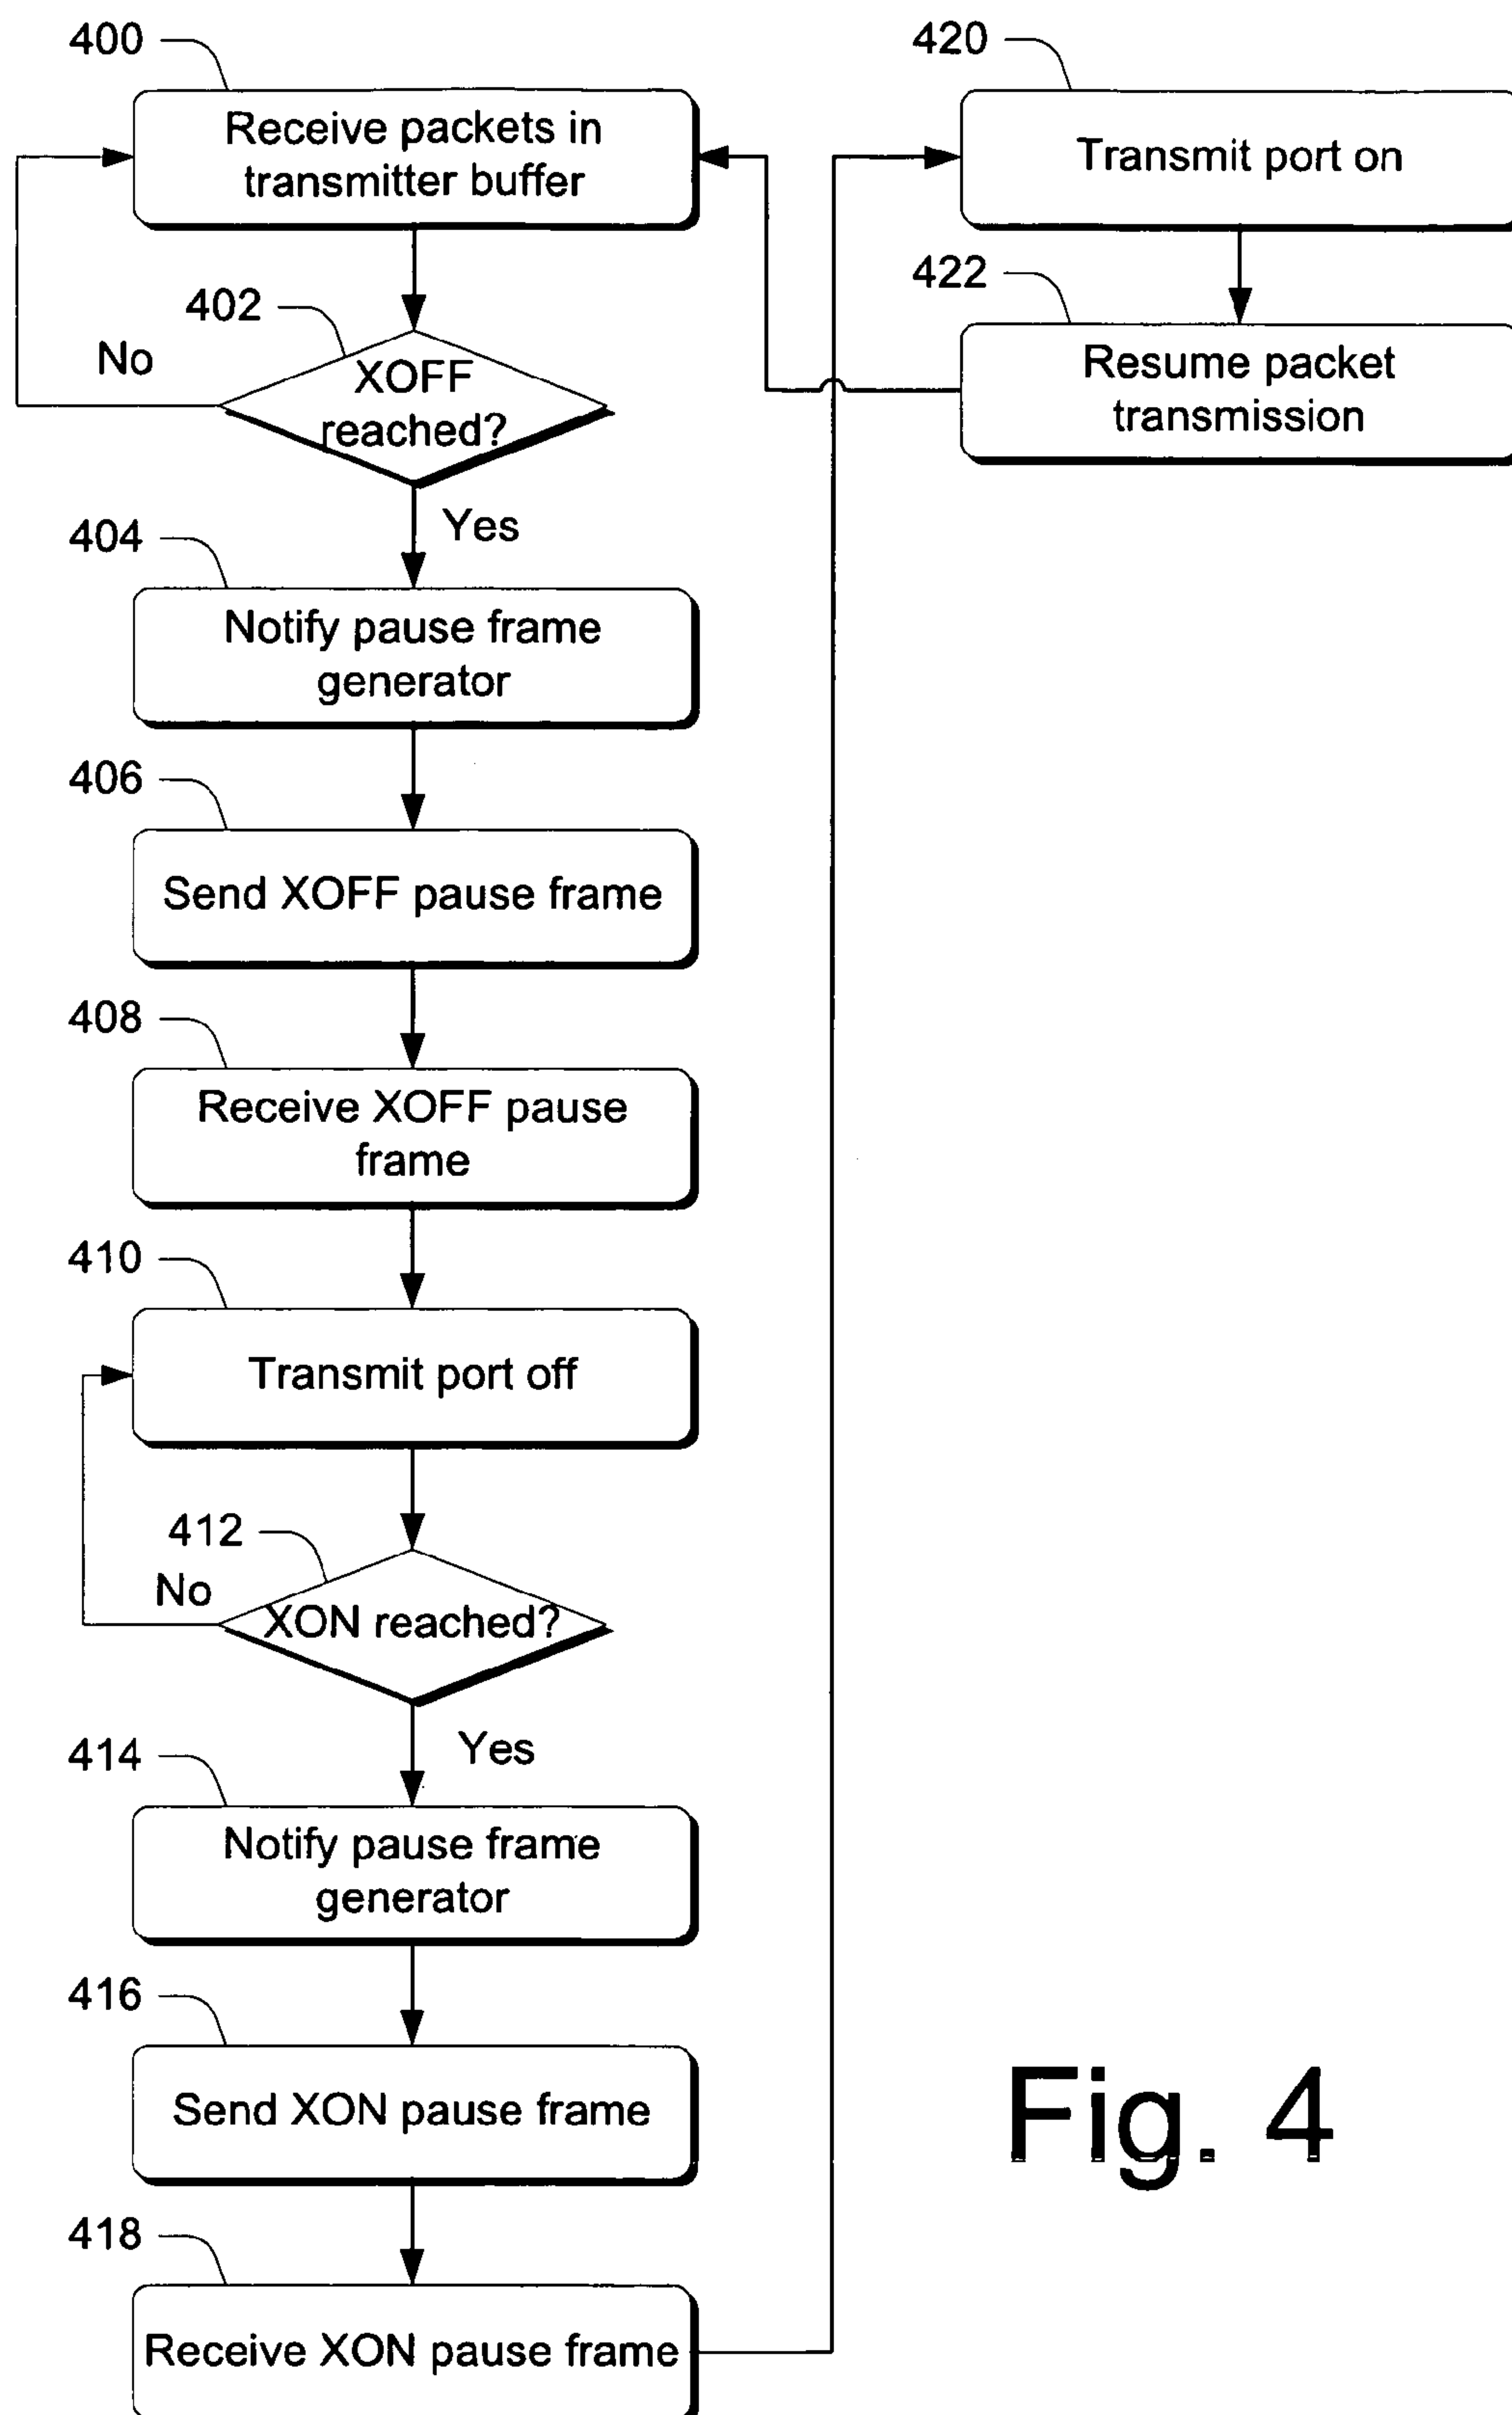 400
Receive packets in
transmitter buffer
402
XOFF
reached?
No
Yes
404
Notify pause frame
generator
406
Send XOFF pause frame
408
Receive XOFF pause
frame
410
Transmit port off
412
XON reached?
No
Yes
414
Notify pause frame
generator
416
Send XON pause frame
418
Receive XON pause frame
420
Transmit port on
422
Resume packet
transmission
Fig. 4